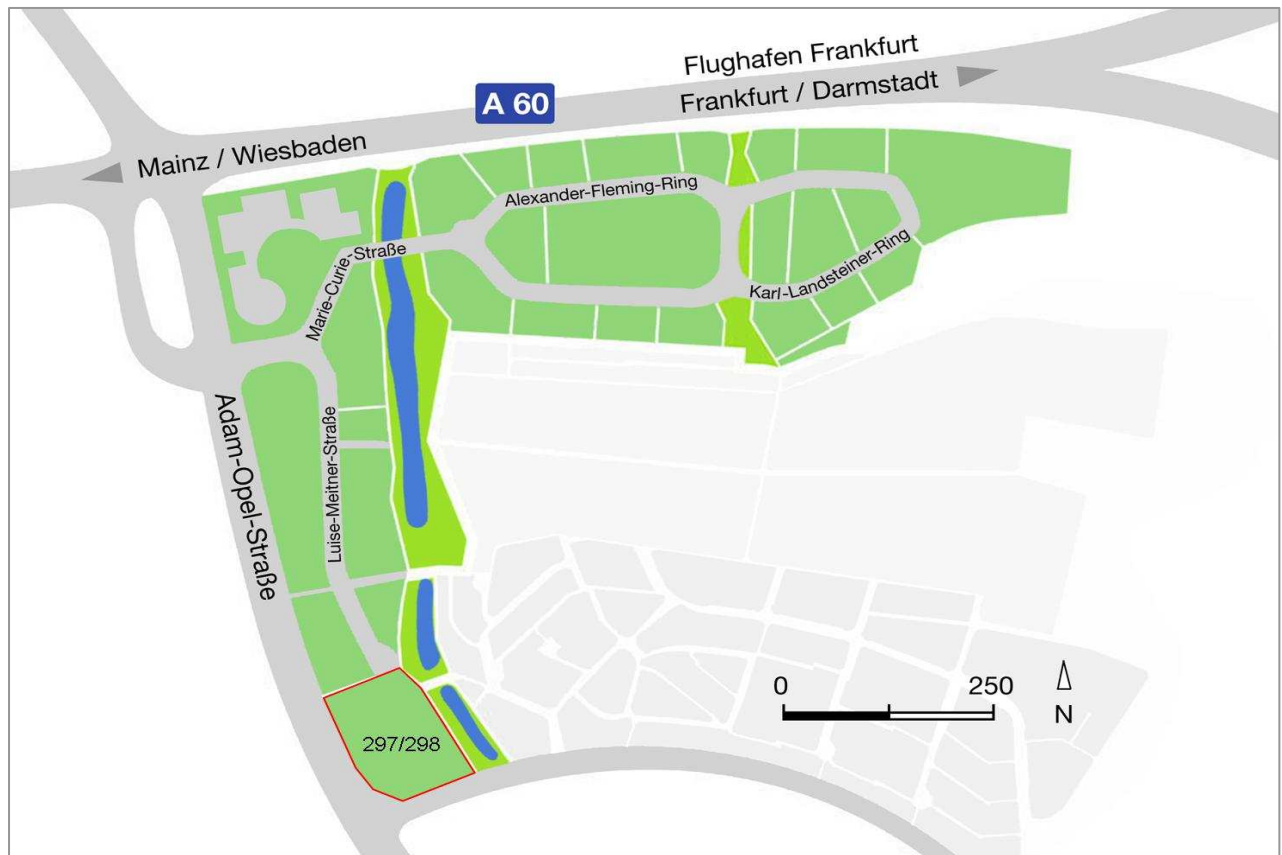 Flughafen Frankfurt
A 60
Frankfurt / Darmstadt
Mainz / Wiesbaden
Alexander-Fleming-Ring
Marie-Curie-Straße
Karl-Landsteiner-Ring
Adam-Opel-Straße
Luise-Meitner-Straße
0 250
N
297/298